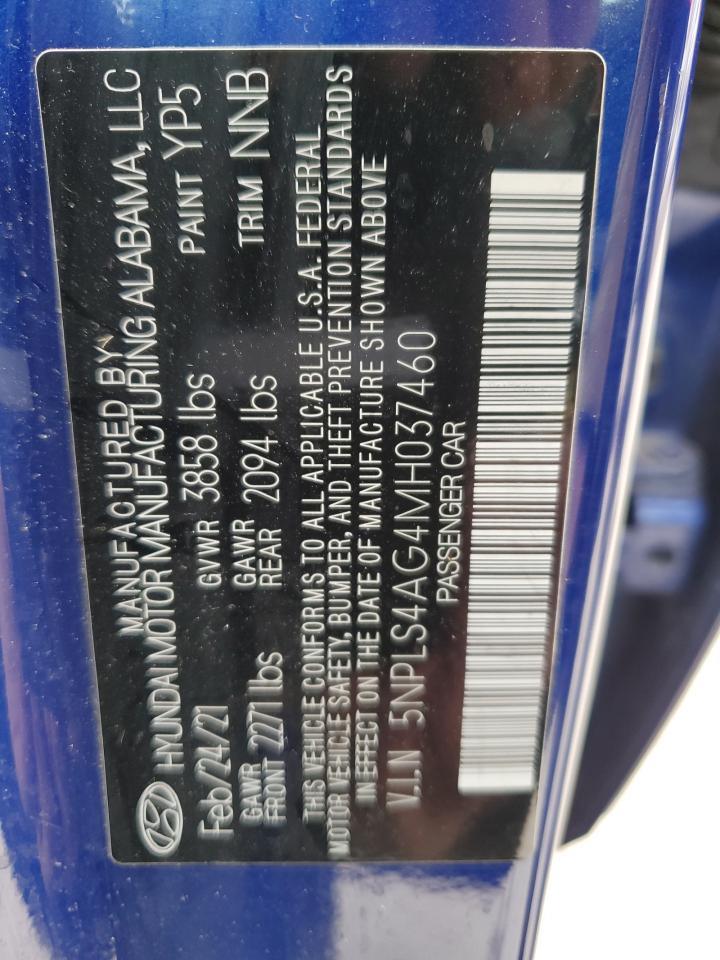 MANUFACTURED BY
HYUNDAI MOTOR MANUFACTURING ALABAMA, LLC
Feb/24/21 GVWR 3858 lbs PAINT YP5
GAWR FRONT 2271 lbs GAWR REAR 2094 lbs TRIM NNB
THIS VEHICLE CONFORMS TO ALL APPLICABLE U.S.A. FEDERAL
MOTOR VEHICLE SAFETY, BUMPER, AND THEFT PREVENTION STANDARDS
IN EFFECT ON THE DATE OF MANUFACTURE SHOWN ABOVE
V.I.N 5NPLS4AG4MH037460
PASSENGER CAR